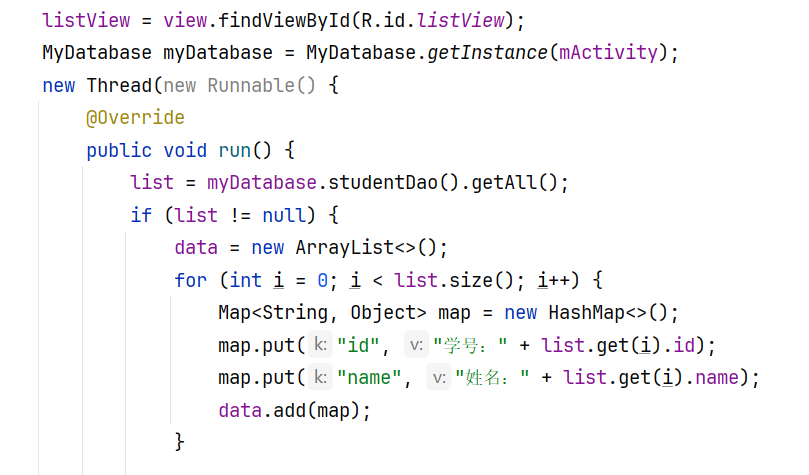 listView = view.findViewById(R.id.listView);
MyDatabase myDatabase = MyDatabase.getInstance(mActivity);
new Thread(new Runnable() {
@Override
public void run() {
list = myDatabase.studentDao().getAll();
if (list != null) {
data = new ArrayList<>();
for (int i = 0; i < list.size(); i++) {
Map<String, Object> map = new HashMap<>();
map.put( k: "id", v: "学号：" + list.get(i).id);
map.put( k: "name", v: "姓名：" + list.get(i).name);
data.add(map);
}